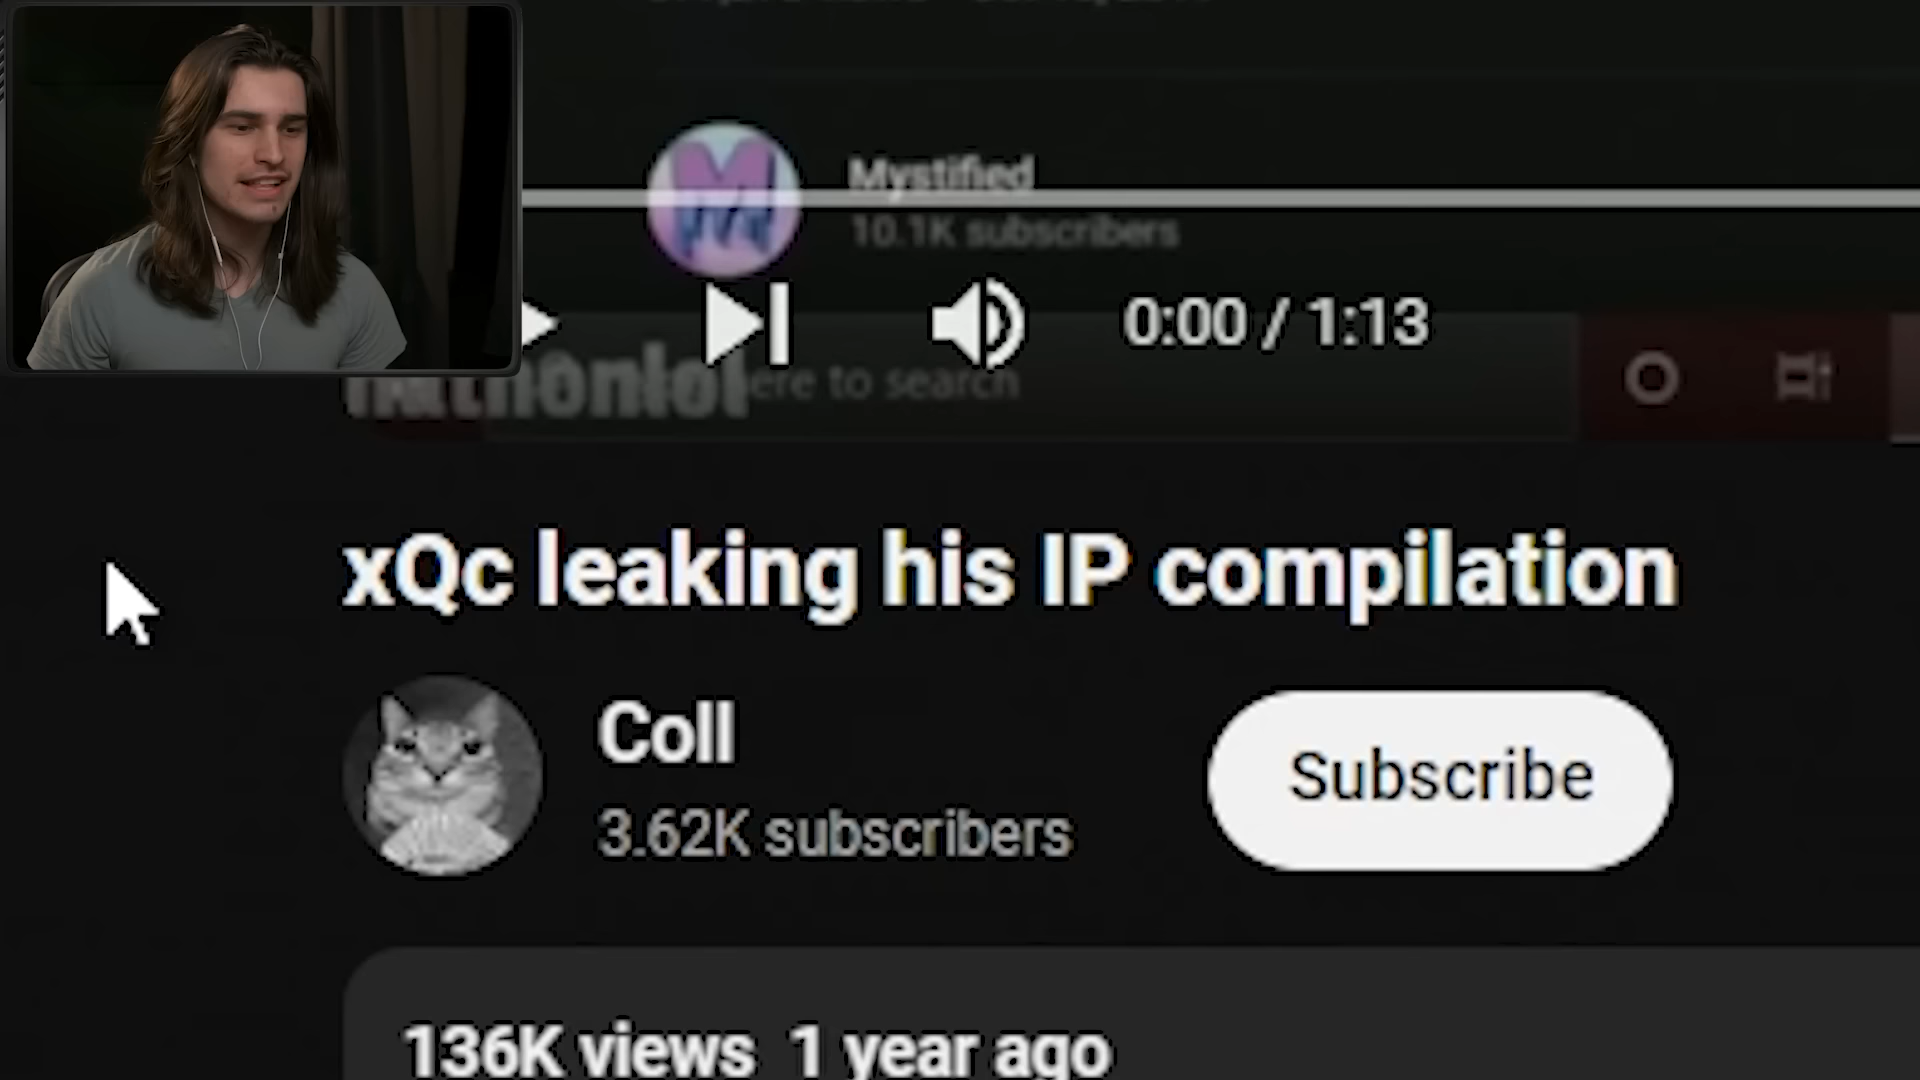 Mystified
10.1K subscribers
0:00 / 1:13
ere to search
xQc leaking his IP compilation
Coll
3.62K subscribers
Subscribe
136K views 1 year ago